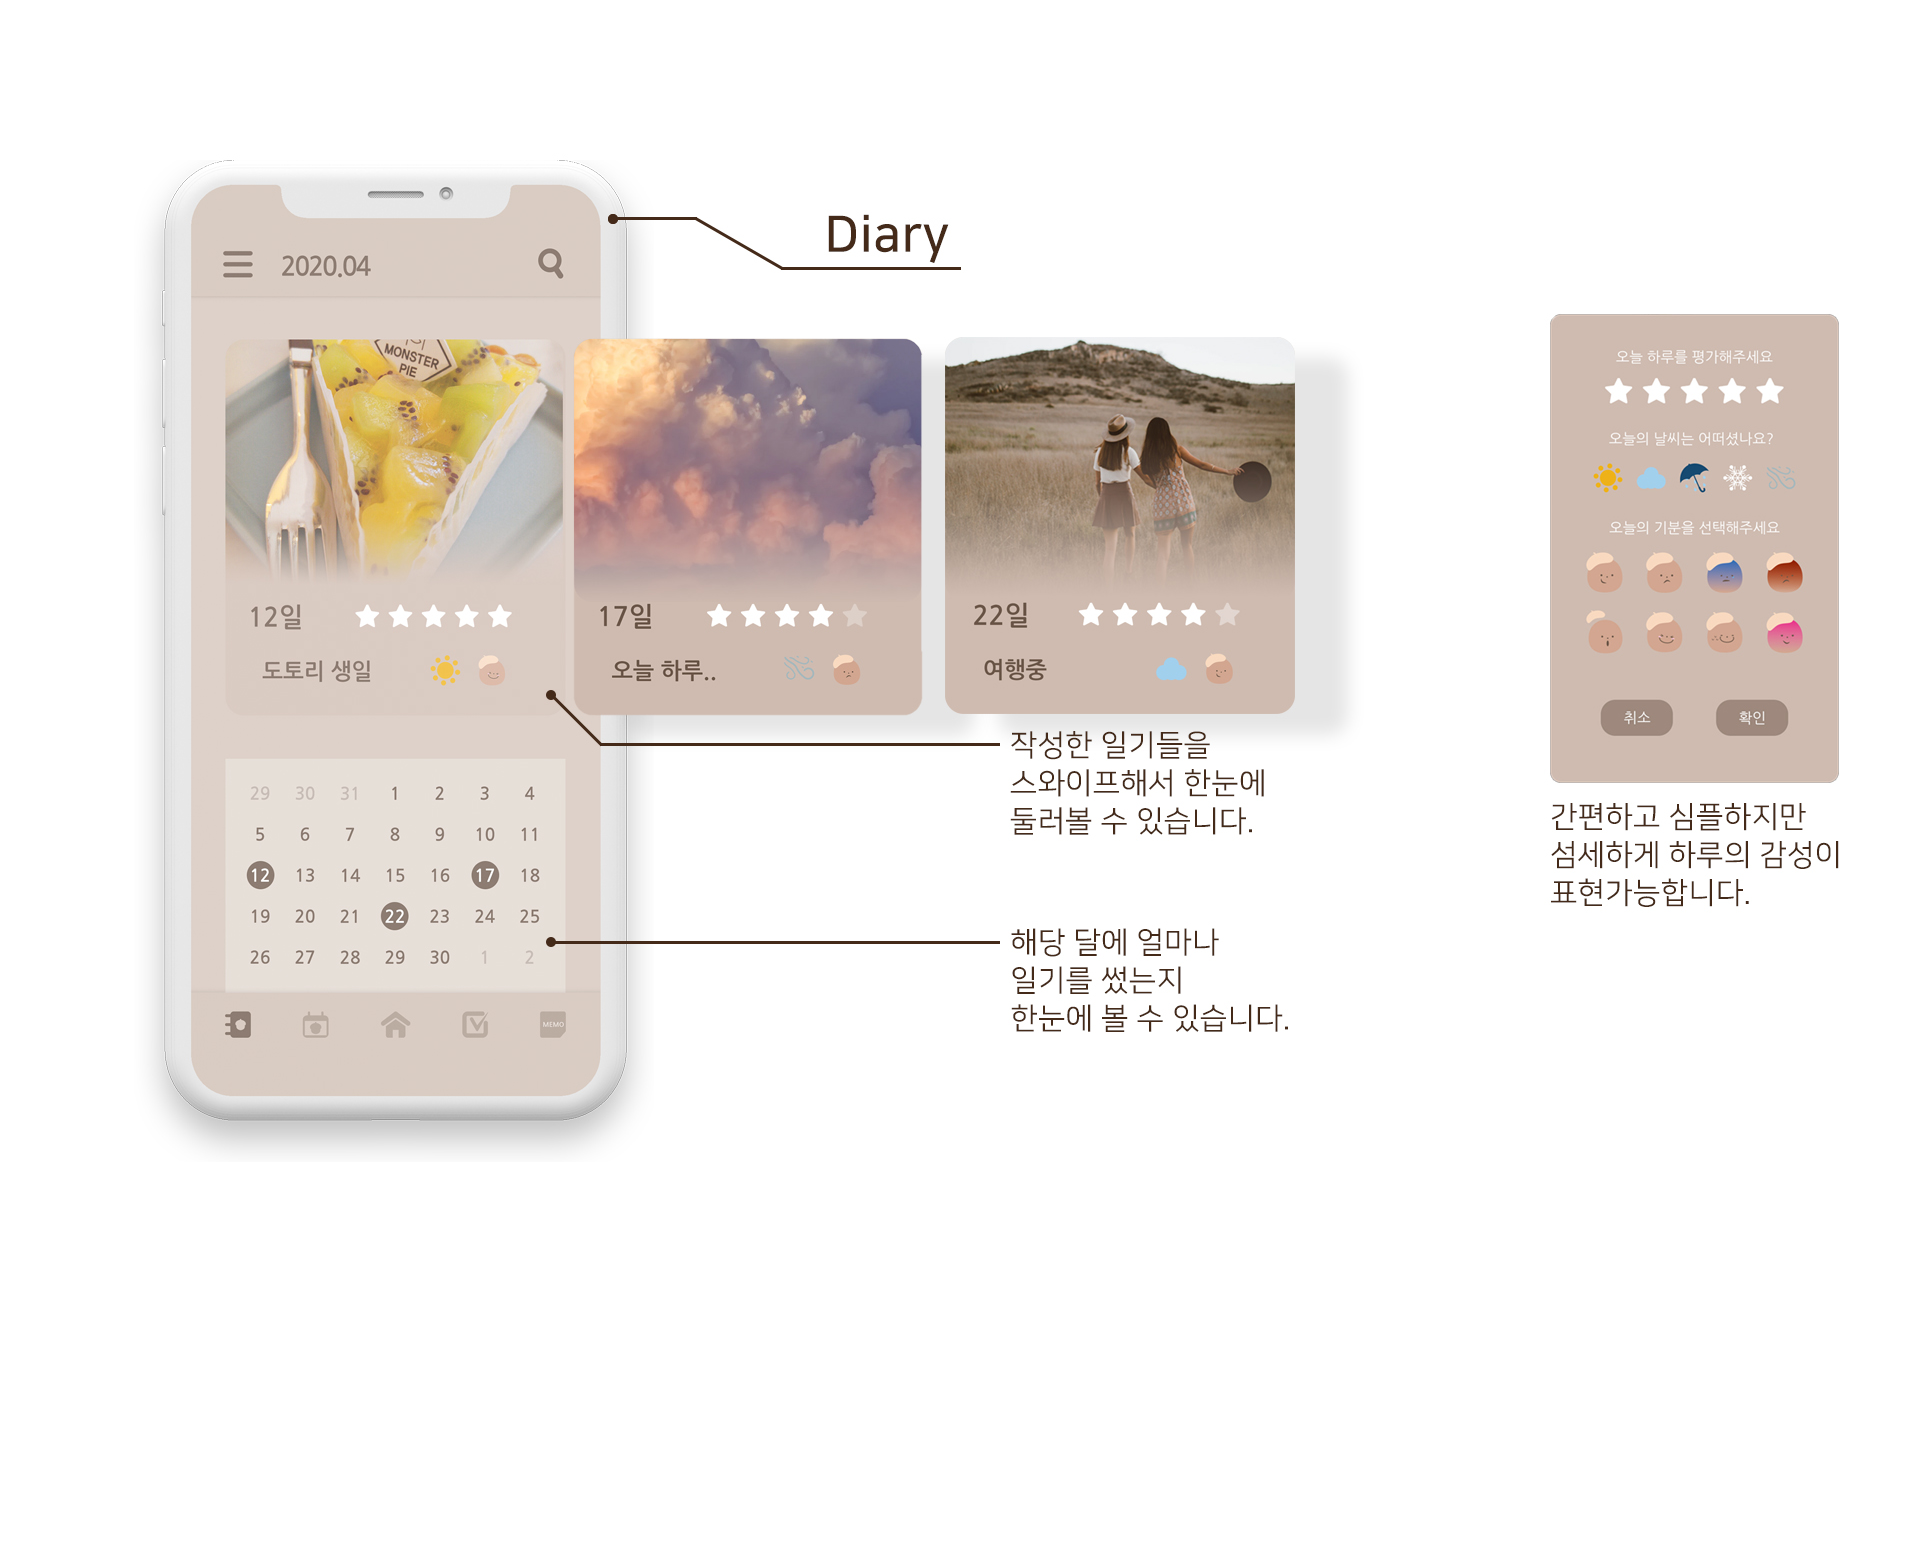 Diary
2020.04
MONSTER
PIE
12일
도토리 생일
17일
오늘 하루..
22일
여행중
작성한 일기들을
스와이프해서 한눈에
둘러볼 수 있습니다.
29 30 31 1 2 3 4
5 6 7 8 9 10 11
12 13 14 15 16 17 18
19 20 21 22 23 24 25
26 27 28 29 30 1 2
해당 달에 얼마나
일기를 썼는지
한눈에 볼 수 있습니다.
MEMO
오늘 하루를 평가해주세요
오늘의 날씨는 어떠셨나요?
오늘의 기분을 선택해주세요
취소 확인
간편하고 심플하지만
섬세하게 하루의 감성이
표현가능합니다.